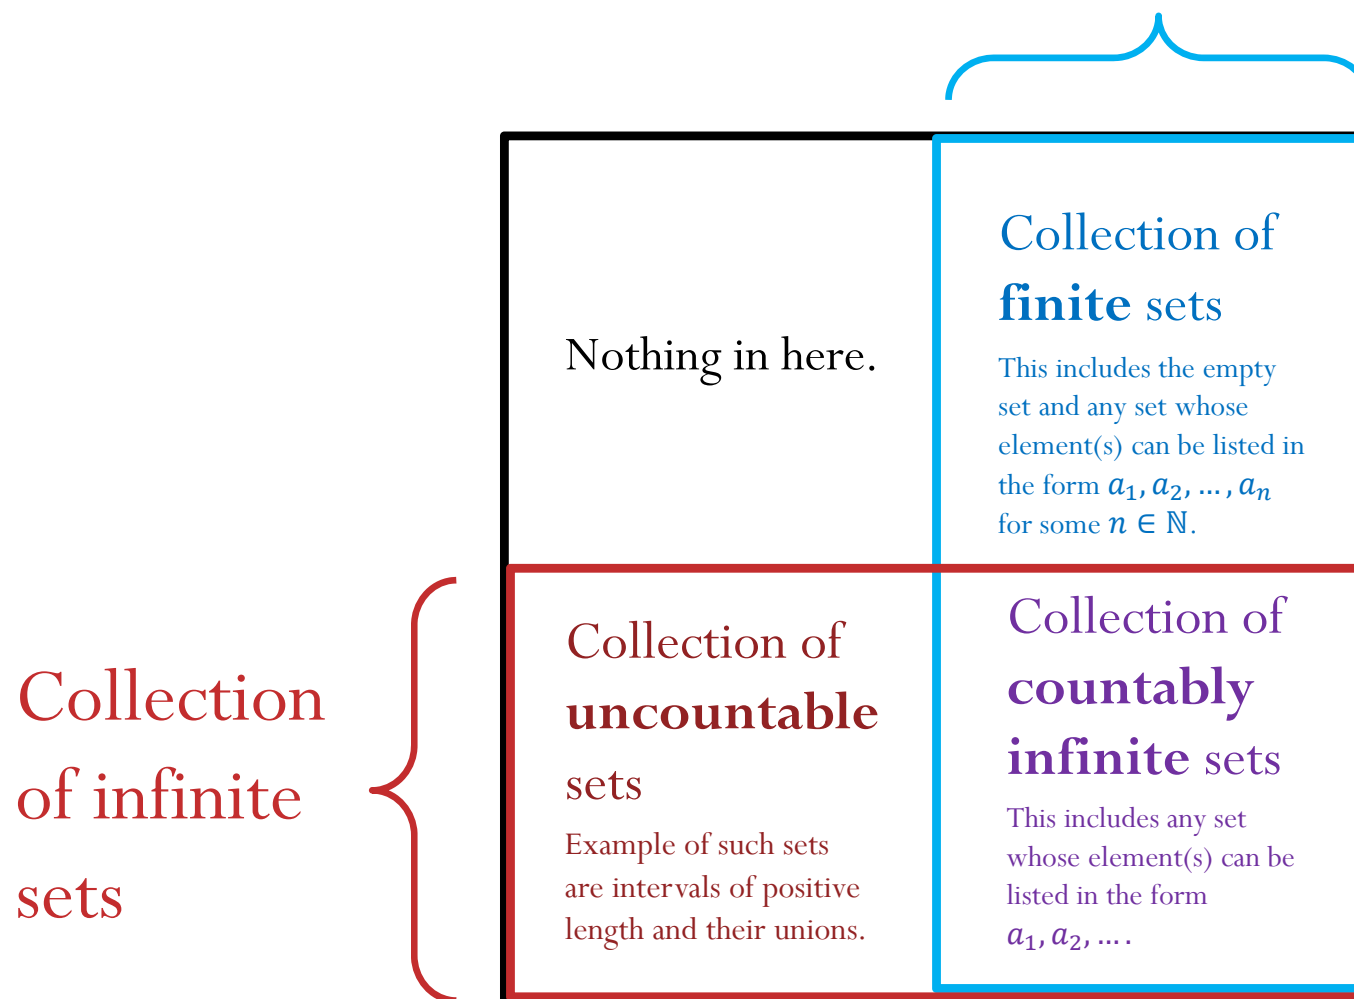 Nothing in here.
Collection of
finite sets
This includes the empty
set and any set whose
element(s) can be listed in
the form a₁, a₂, … , aₙ
for some n ∈ ℕ.
Collection
of infinite
sets
Collection of
uncountable
sets
Example of such sets
are intervals of positive
length and their unions.
Collection of
countably
infinite sets
This includes any set
whose element(s) can be
listed in the form
a₁, a₂, … .